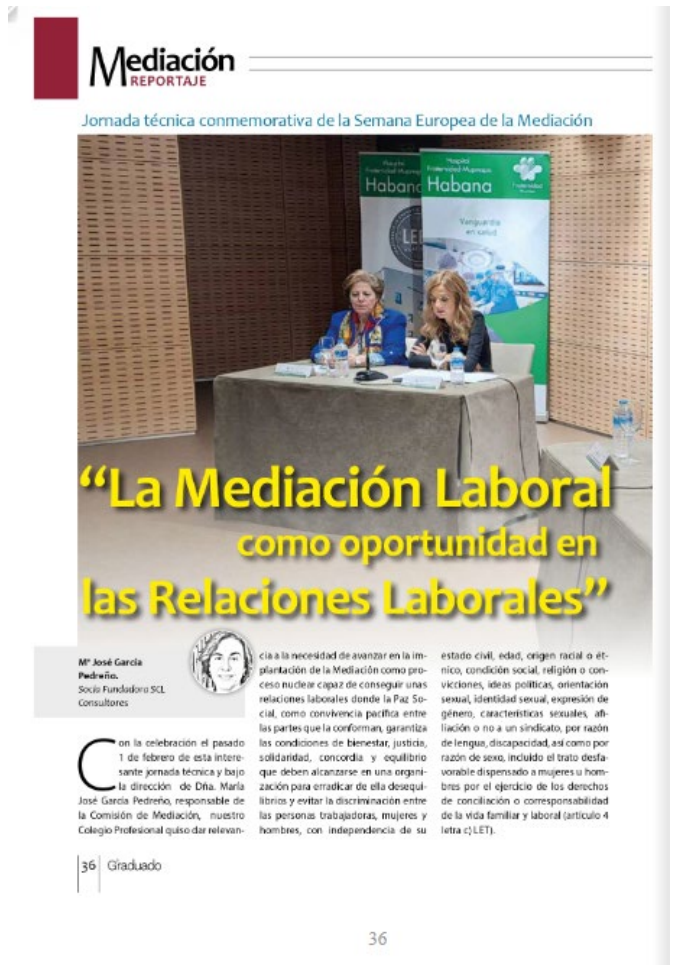 Mediación
REPORTAJE
Jornada técnica conmemorativa de la Semana Europea de la Mediación
Hospital
Fraternidad-Muprespa
Habana
Hospital
Fraternidad-Muprespa
Habana
Fraternidad
Vanguardia
en salud
“La Mediación Laboral
como oportunidad en
las Relaciones Laborales”
Mª José García
Pedreño.
Socia Fundadora SCL
Consultores
Con la celebración el pasado
1 de febrero de esta intere-
sante jornada técnica y bajo
la dirección de Dña. María
José García Pedreño, responsable de
la Comisión de Mediación, nuestro
Colegio Profesional quiso dar relevan-
cia a la necesidad de avanzar en la im-
plantación de la Mediación como pro-
ceso nuclear capaz de conseguir unas
relaciones laborales donde la Paz So-
cial, como convivencia pacífica entre
las partes que la conforman, garantiza
las condiciones de bienestar, justicia,
solidaridad, concordia y equilibrio
que deben alcanzarse en una organi-
zación para erradicar de ella desequi-
librios y evitar la discriminación entre
las personas trabajadoras, mujeres y
hombres, con independencia de su
estado civil, edad, origen racial o ét-
nico, condición social, religión o con-
vicciones, ideas políticas, orientación
sexual, identidad sexual, expresión de
género, características sexuales, afi-
liación o no a un sindicato, por razón
de lengua, discapacidad, así como por
razón de sexo, incluido el trato desfa-
vorable dispensado a mujeres u hom-
bres por el ejercicio de los derechos
de conciliación o corresponsabilidad
de la vida familiar y laboral (artículo 4
letra c) LET).
36 Graduado
36